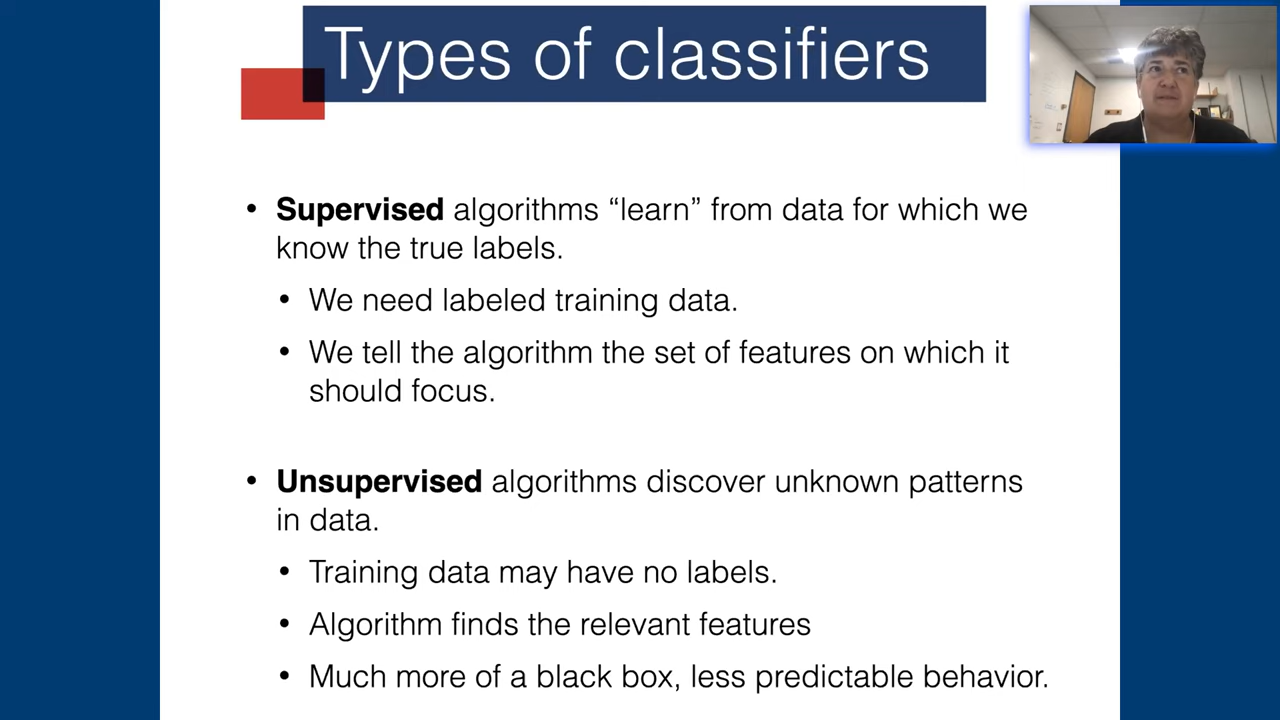 Types of classifiers
• Supervised algorithms “learn” from data for which we
know the true labels.
• We need labeled training data.
• We tell the algorithm the set of features on which it
should focus.
• Unsupervised algorithms discover unknown patterns
in data.
• Training data may have no labels.
• Algorithm finds the relevant features
• Much more of a black box, less predictable behavior.